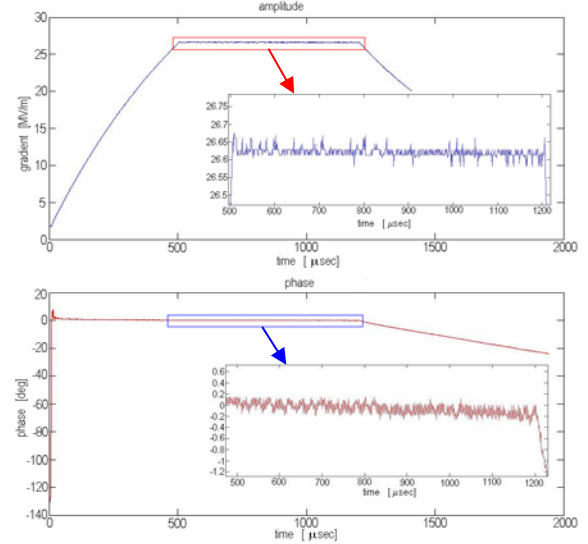 amplitude
30
25
20
15
10
5
0
gradient [MV/m]
26.75
26.7
26.65
26.6
26.55
26.5
500 600 700 800 900 1000 1100 1200
time [ μsec]
0 500 1000 1500 2000
time [ μsec]
phase
20
0
-20
-40
-60
-80
-100
-120
-140
phase [deg]
0.6
0.4
0.2
0
-0.2
-0.4
-0.6
-0.8
-1
-1.2
500 600 700 800 900 1000 1100 1200
time [ μsec]
0 500 1000 1500 2000
time [ μsec]